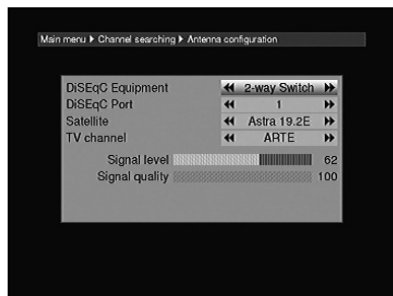 Main menu ▶ Channel searching ▶ Antenna configuration
DiSEqC Equipment ◀◀ 2-way Switch ▶▶
DiSEqC Port ◀◀ 1 ▶▶
Satellite ◀◀ Astra 19.2E ▶▶
TV channel ◀◀ ARTE ▶▶
Signal level 62
Signal quality 100